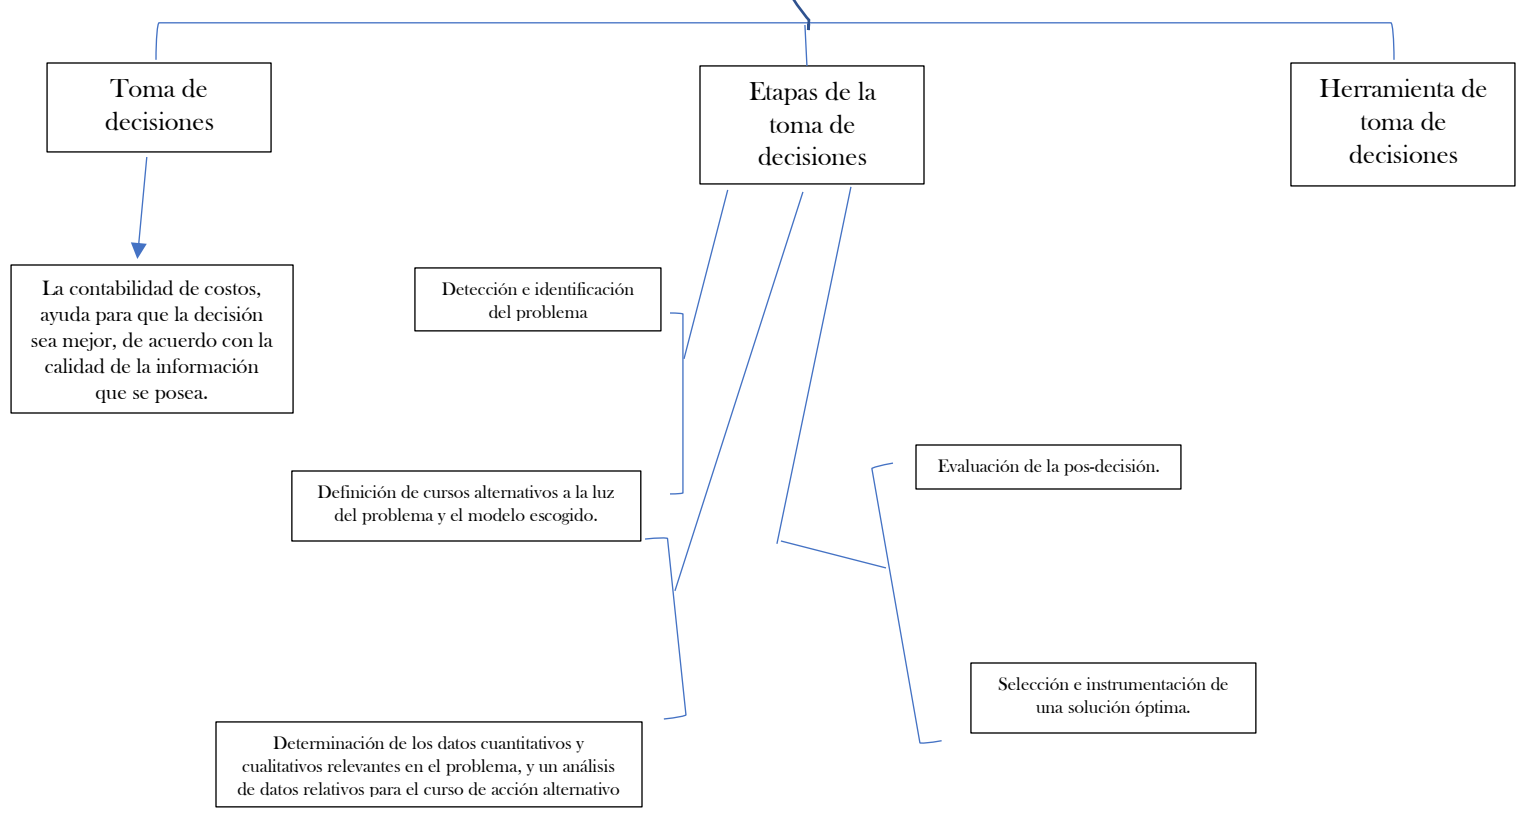 Toma de
decisiones
Etapas de la
toma de
decisiones
Herramienta de
toma de
decisiones
La contabilidad de costos,
ayuda para que la decisión
sea mejor, de acuerdo con la
calidad de la información
que se posea.
Detección e identificación
del problema
Definición de cursos alternativos a la luz
del problema y el modelo escogido.
Evaluación de la pos-decisión.
Selección e instrumentación de
una solución óptima.
Determinación de los datos cuantitativos y
cualitativos relevantes en el problema, y un análisis
de datos relativos para el curso de acción alternativo